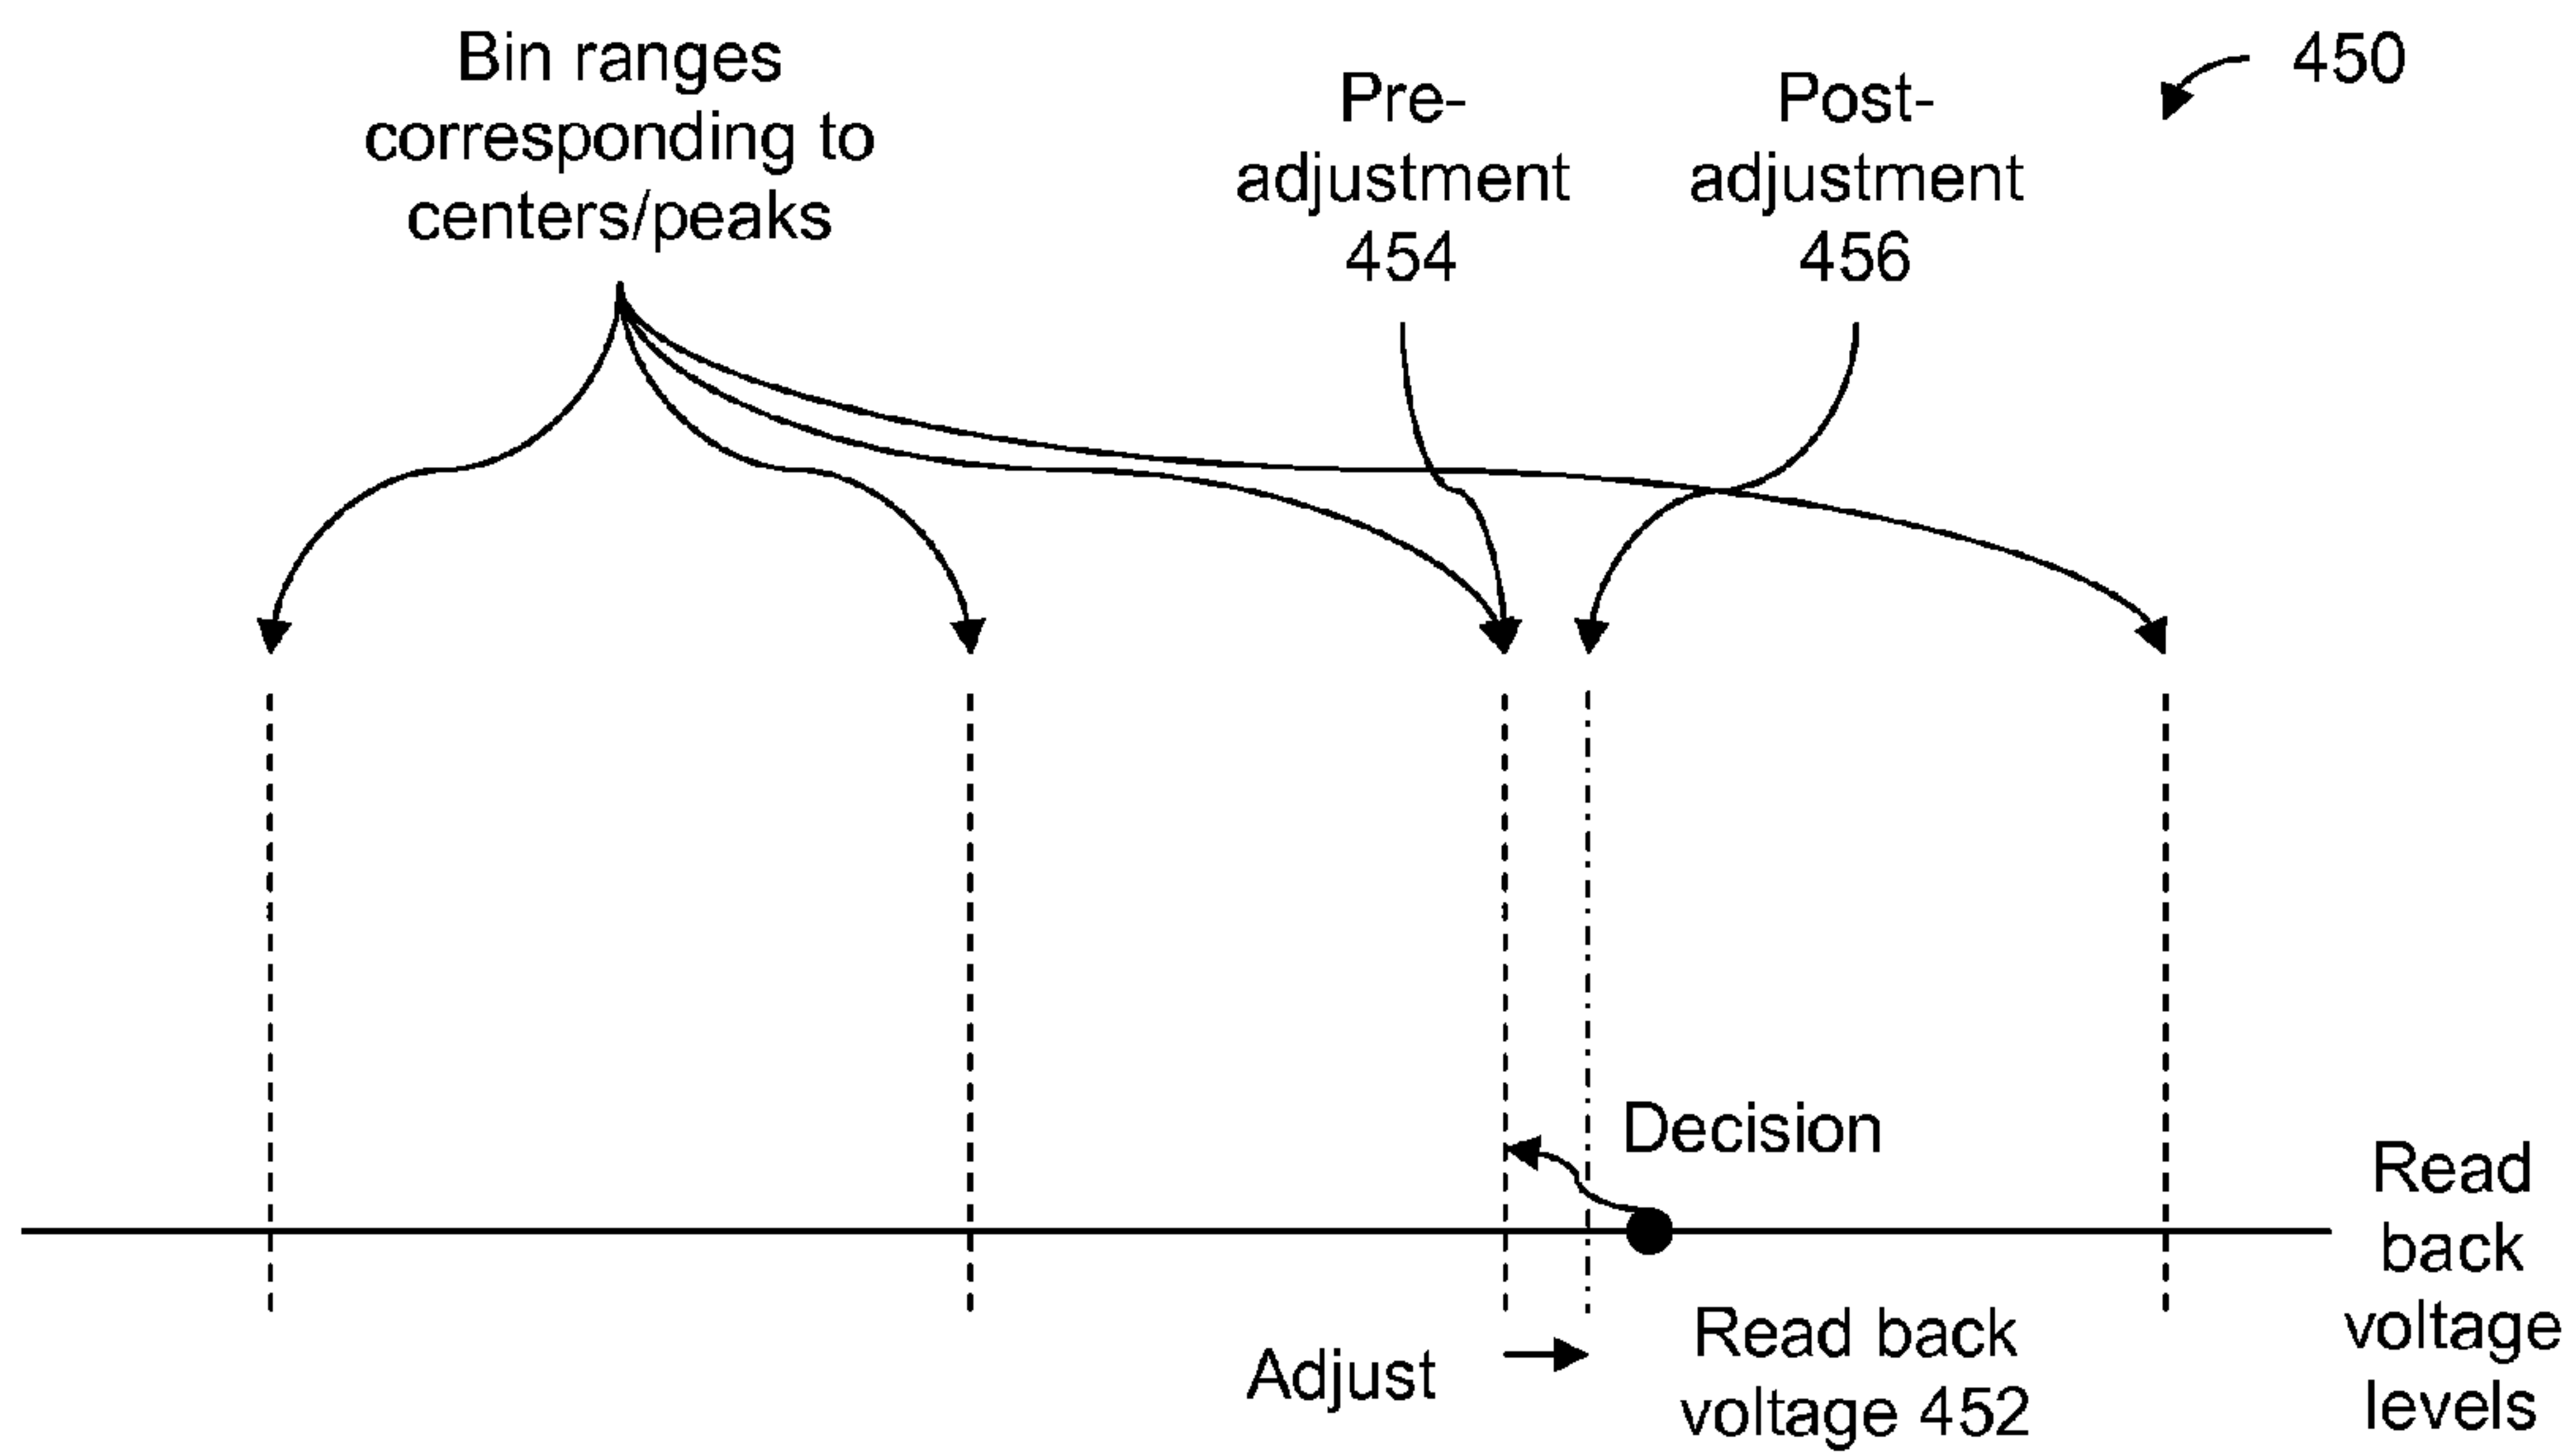 Bin ranges
corresponding to
centers/peaks
Pre-
adjustment
454
Post-
adjustment
456
450
Decision
Adjust
Read back
voltage 452
Read
back
voltage
levels